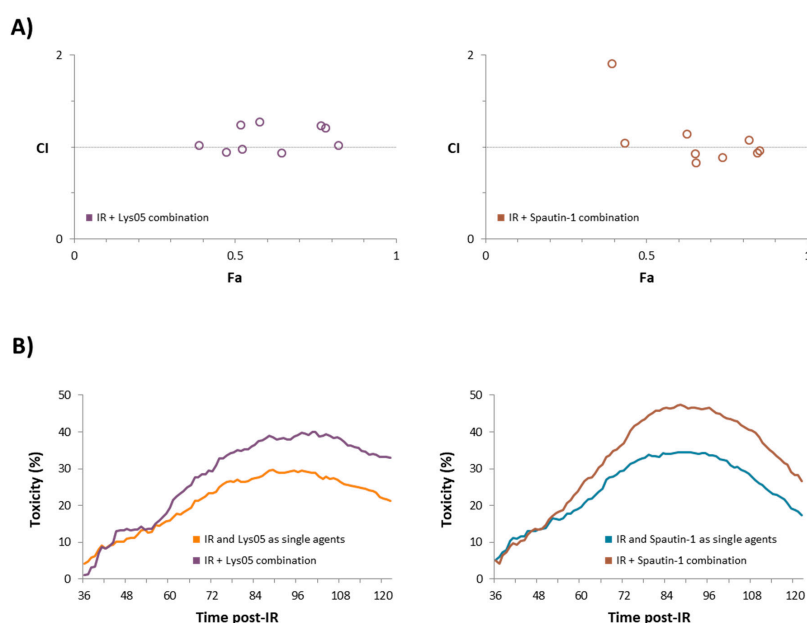 A)
2
CI
0
0
0.5
1
Fa
IR + Lys05 combination
2
CI
0
0
0.5
1
Fa
IR + Spautin-1 combination
B)
50
40
30
20
10
0
Toxicity (%)
36
48
60
72
84
96
108
120
Time post-IR
IR and Lys05 as single agents
IR + Lys05 combination
50
40
30
20
10
0
Toxicity (%)
36
48
60
72
84
96
108
120
Time post-IR
IR and Spautin-1 as single agents
IR + Spautin-1 combination